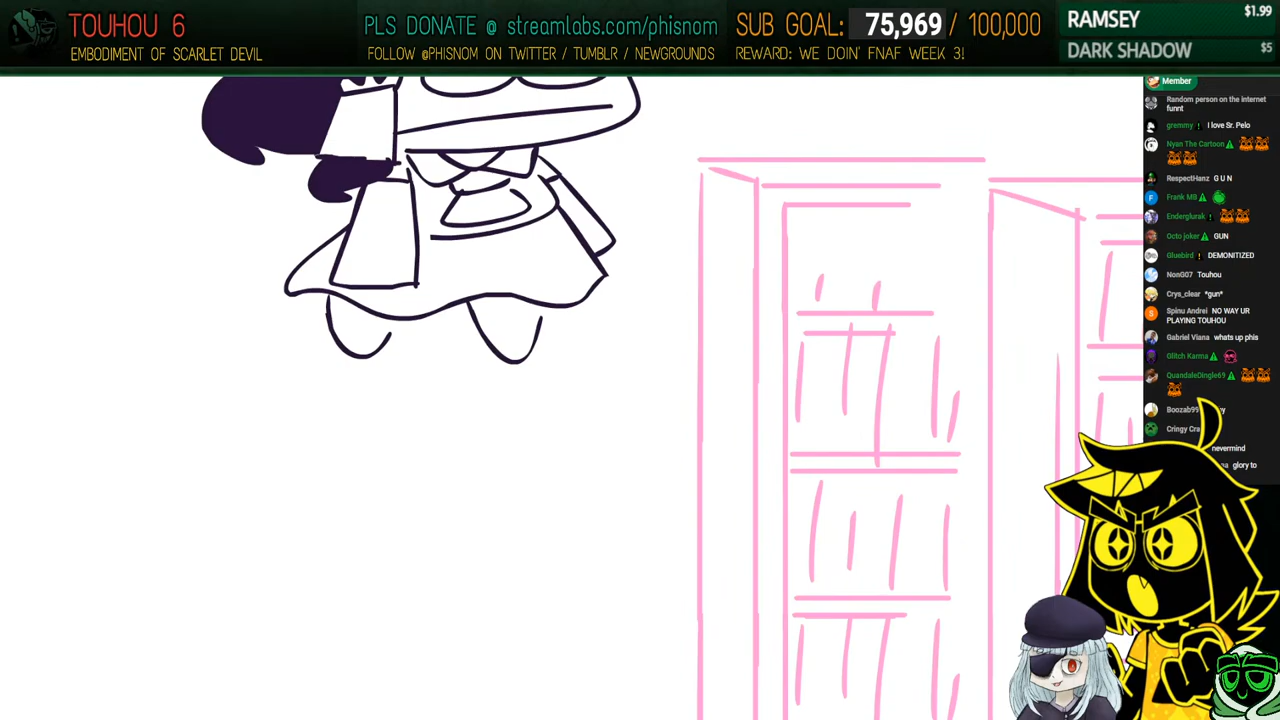 TOUHOU 6
EMBODIMENT OF SCARLET DEVIL
PLS DONATE @ streamlabs.com/phisnom
FOLLOW @PHISNOM ON TWITTER / TUMBLR / NEWGROUNDS
SUB GOAL: 75,969 / 100,000
REWARD: WE DOIN' FNAF WEEK 3!
RAMSEY $1.99
DARK SHADOW $5
Member
Random person on the internet
funnt
gremmy I love Sr. Pelo
Nyan The Cartoon
RespectHanz G U N
Frank MB
Enderglurak
Octo joker GUN
Gluebird DEMONITIZED
NonG07 Touhou
Crys_clear *gun*
Spinu Andrei NO WAY UR
PLAYING TOUHOU
Gabriel Viana whats up phis
Glitch Karma
QuandaleDingle69
Boozab99
Cringy
nevermind
glory to